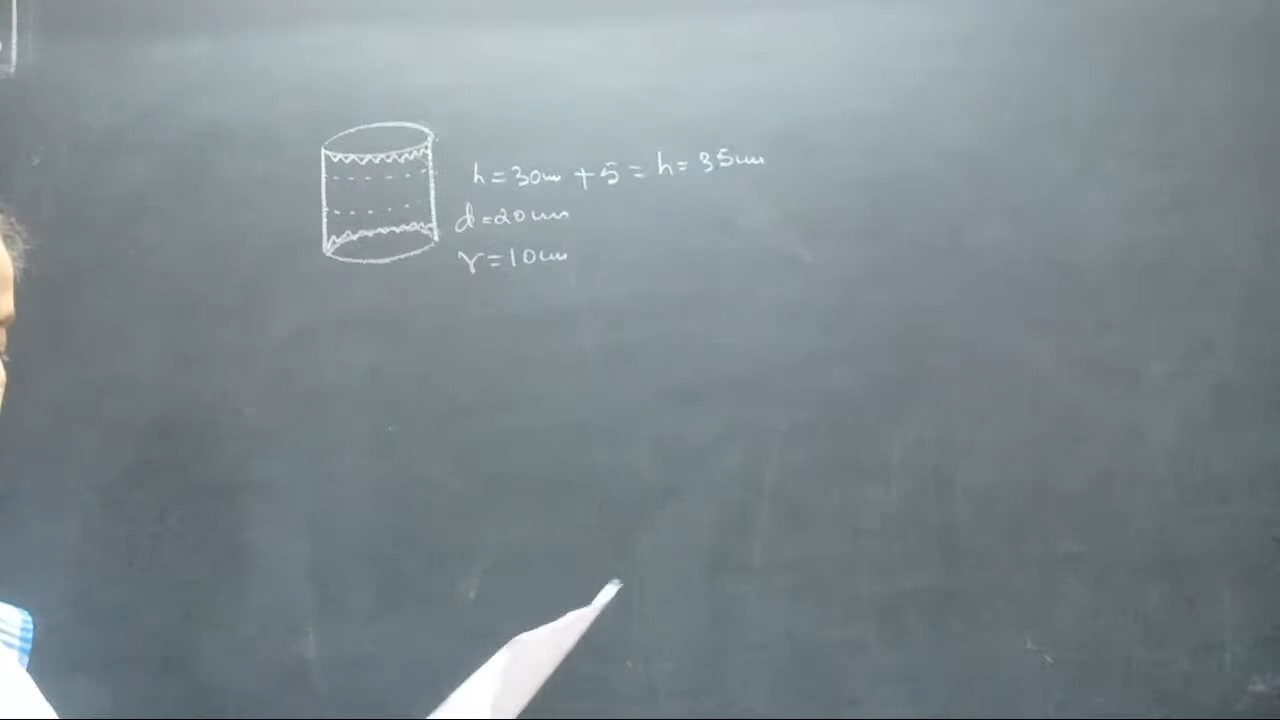 h = 30cm + 5 = h = 35cm
d = 20cm
r = 10cm